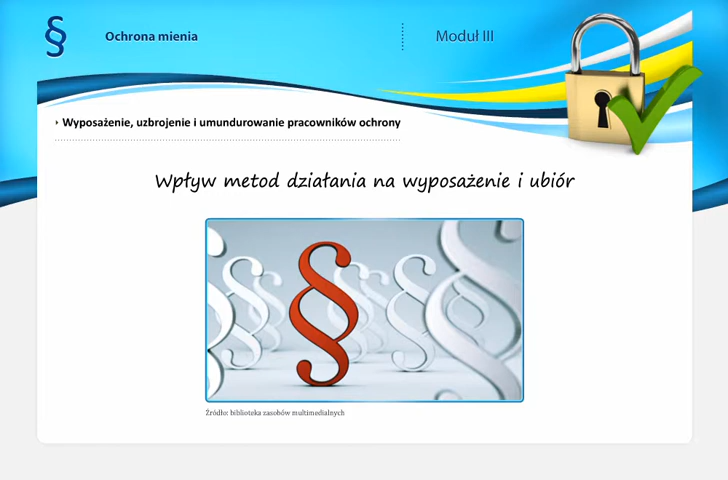 § Ochrona mienia
Moduł III
Wyposażenie, uzbrojenie i umundurowanie pracowników ochrony
Wpływ metod działania na wyposażenie i ubiór
Źródło: biblioteka zasobów multimedialnych